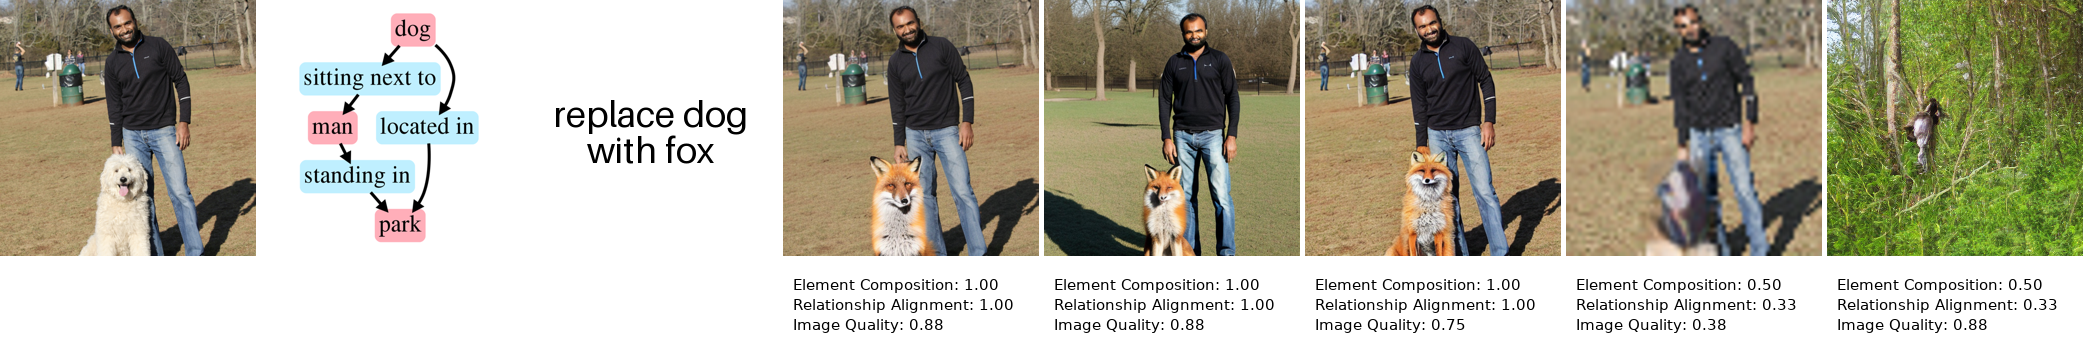 dog
sitting next to
man
located in
standing in
park
replace dog
with fox
Element Composition: 1.00
Relationship Alignment: 1.00
Image Quality: 0.88
Element Composition: 1.00
Relationship Alignment: 1.00
Image Quality: 0.88
Element Composition: 1.00
Relationship Alignment: 1.00
Image Quality: 0.75
Element Composition: 0.50
Relationship Alignment: 0.33
Image Quality: 0.38
Element Composition: 0.50
Relationship Alignment: 0.33
Image Quality: 0.88